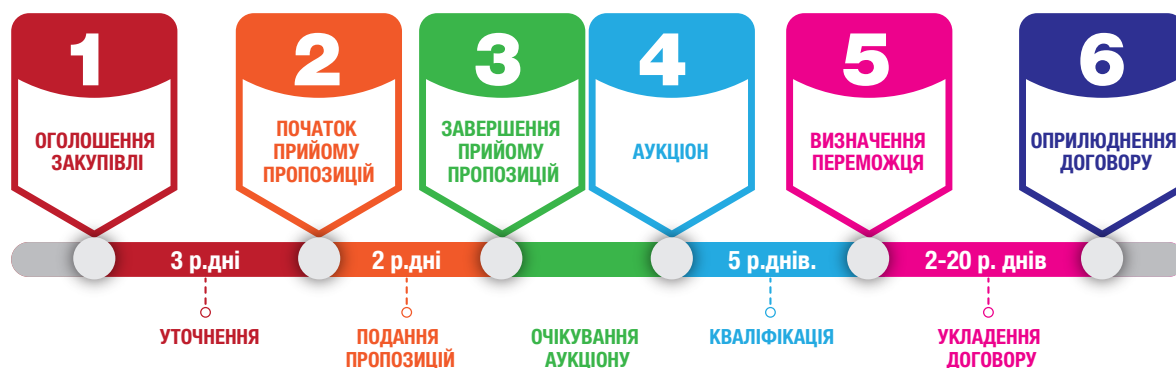 1
2
3
4
5
6
ОГОЛОШЕННЯ
ЗАКУПІВЛІ
ПОЧАТОК
ПРИЙОМУ
ПРОПОЗИЦІЙ
ЗАВЕРШЕННЯ
ПРИЙОМУ
ПРОПОЗИЦІЙ
АУКЦІОН
ВИЗНАЧЕННЯ
ПЕРЕМОЖЦЯ
ОПРИЛЮДНЕННЯ
ДОГОВОРУ
3 р.дні
2 р.дні
5 р.днів.
2-20 р. днів
УТОЧНЕННЯ
ПОДАННЯ
ПРОПОЗИЦІЙ
ОЧІКУВАННЯ
АУКЦІОНУ
КВАЛІФІКАЦІЯ
УКЛАДЕННЯ
ДОГОВОРУ